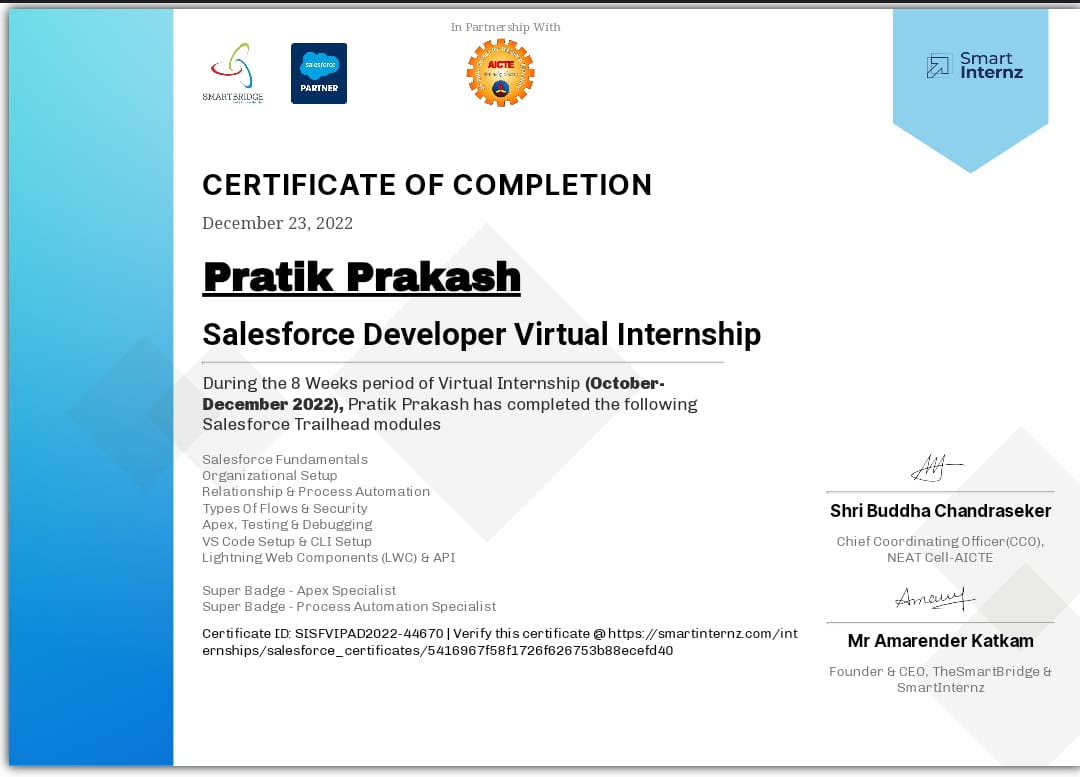 In Partnership With
SMARTBRIDGE
salesforce
PARTNER
AICTE
Smart
Internz
CERTIFICATE OF COMPLETION
December 23, 2022
Pratik Prakash
Salesforce Developer Virtual Internship
During the 8 Weeks period of Virtual Internship (October-
December 2022), Pratik Prakash has completed the following
Salesforce Trailhead modules
Salesforce Fundamentals
Organizational Setup
Relationship & Process Automation
Types Of Flows & Security
Apex, Testing & Debugging
VS Code Setup & CLI Setup
Lightning Web Components (LWC) & API
Super Badge - Apex Specialist
Super Badge - Process Automation Specialist
Certificate ID: SISFVIPAD2022-44670 | Verify this certificate @ https://smartinternz.com/int
ernships/salesforce_certificates/5416967f58f1726f626753b88ecefd40
Shri Buddha Chandraseker
Chief Coordinating Officer(CCO),
NEAT Cell-AICTE
Mr Amarender Katkam
Founder & CEO, TheSmartBridge &
SmartInternz